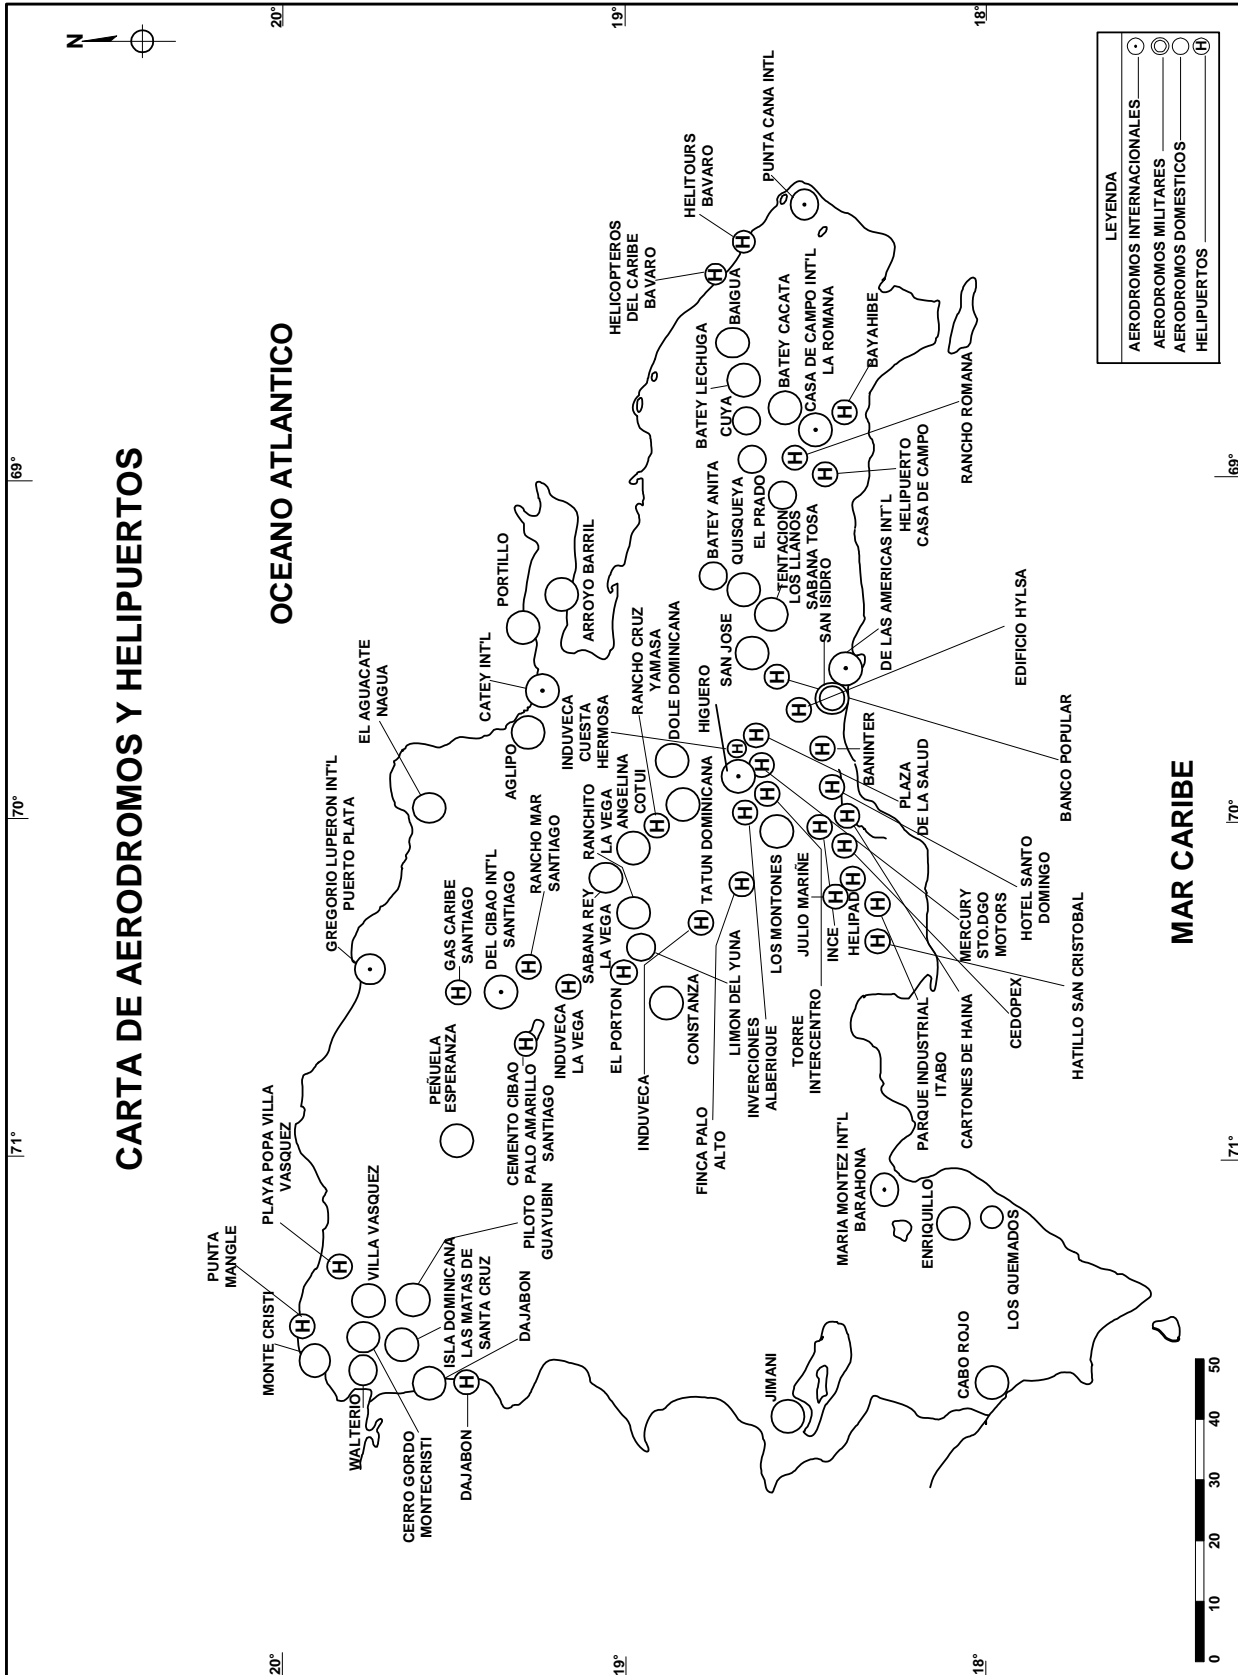 CARTA DE AERODROMOS Y HELIPUERTOS
N
20°
19°
18°
69°
70°
71°
20°
19°
18°
69°
70°
71°
OCEANO ATLANTICO
MAR CARIBE
LEYENDA
AERODROMOS INTERNACIONALES
AERODROMOS MILITARES
AERODROMOS DOMESTICOS
HELIPUERTOS
H
PUNTA
MANGLE
MONTE CRISTI
PLAYA POPA VILLA
VASQUEZ
VILLA VASQUEZ
WALTERIO
CERRO GORDO
MONTECRISTI
ISLA DOMINICANA
LAS MATAS DE
SANTA CRUZ
PILOTO
GUAYUBIN
DAJABON
DAJABON
PEÑUELA
ESPERANZA
GREGORIO LUPERON INT'L
PUERTO PLATA
GAS CARIBE
SANTIAGO
DEL CIBAO INT'L
SANTIAGO
RANCHO MAR
SANTIAGO
CEMENTO CIBAO
PALO AMARILLO
SANTIAGO
INDUVECA
LA VEGA
EL AGUACATE
NAGUA
CATEY INT'L
AGLIPO
PORTILLO
ARROYO BARRIL
INDUVECA
CUESTA
HERMOSA
RANCHITO
LA VEGA
ANGELINA
COTUI
SABANA REY
LA VEGA
EL PORTON
RANCHO CRUZ
YAMASA
DOLE DOMINICANA
TATUN DOMINICANA
CONSTANZA
LIMON DEL YUNA
INDUVECA
FINCA PALO
ALTO
INVERCIONES
ALBERIQUE
LOS MONTONES
TORRE
INTERCENTRO
JULIO MARIÑE
INCE
HELIPAD
HIGUERO
SAN JOSE
BATEY ANITA
QUISQUEYA
EL PRADO
TENTACION
LOS LLANOS
SABANA TOSA
SAN ISIDRO
DE LAS AMERICAS INT'L
HELIPUERTO
CASA DE CAMPO
RANCHO ROMANA
BATEY LECHUGA
CUYA
BAIGUA
BATEY CACATA
CASA DE CAMPO INT'L
LA ROMANA
BAYAHIBE
HELICOPTEROS
DEL CARIBE
BAVARO
HELITOURS
BAVARO
PUNTA CANA INTL
EDIFICIO HYLSA
BANCO POPULAR
BANINTER
PLAZA
DE LA SALUD
HOTEL SANTO
DOMINGO
MERCURY
STO.DGO
MOTORS
CEDOPEX
CARTONES DE HAINA
PARQUE INDUSTRIAL
ITABO
HATILLO SAN CRISTOBAL
MARIA MONTEZ INT'L
BARAHONA
ENRIQUILLO
LOS QUEMADOS
CABO ROJO
JIMANI
0 10 20 30 40 50